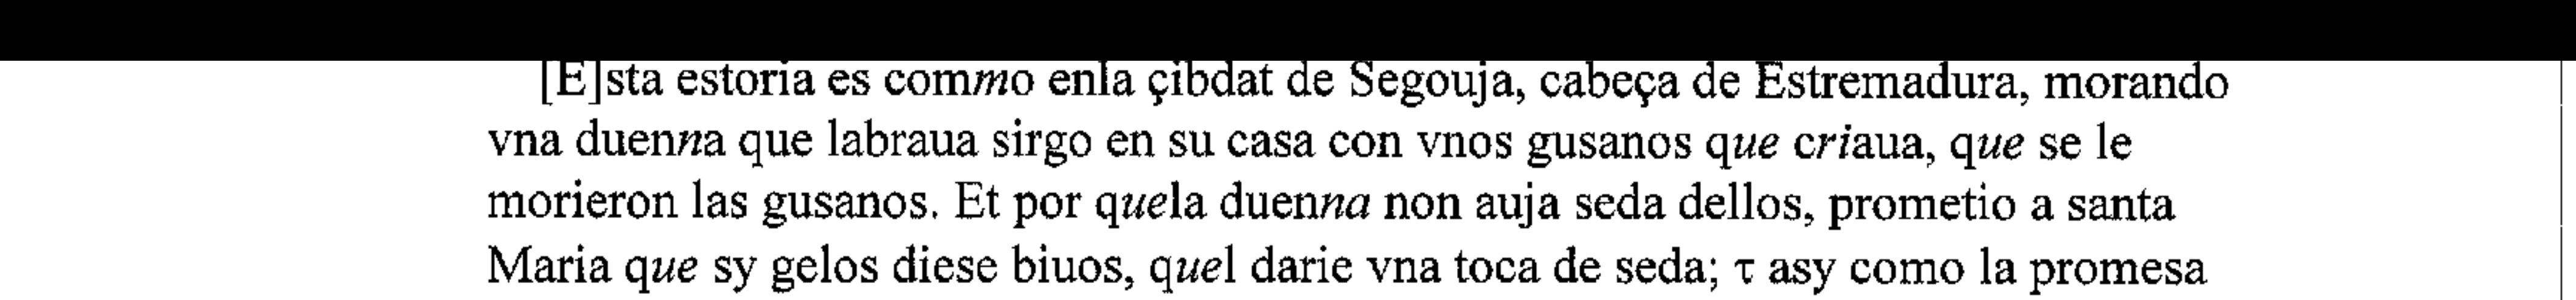 [E]sta estoria es commo enla çibdat de Segouja, cabeça de Estremadura, morando
vna duenna que labraua sirgo en su casa con vnos gusanos que criaua, que se le
morieron las gusanos. Et por quela duenna non auja seda dellos, prometio a santa
Maria que sy gelos diese biuos, quel darie vna toca de seda; τ asy como la promesa